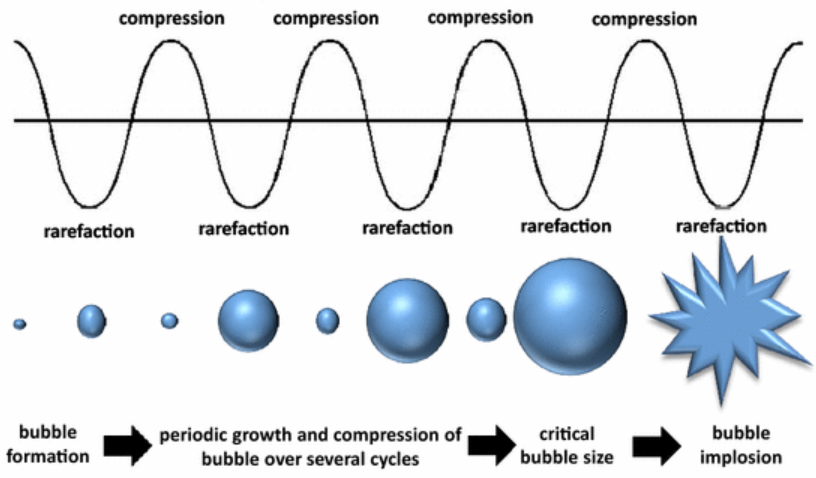 compression
compression
compression
compression
rarefaction
rarefaction
rarefaction
rarefaction
rarefaction
bubble
formation
periodic growth and compression of
bubble over several cycles
critical
bubble size
bubble
implosion